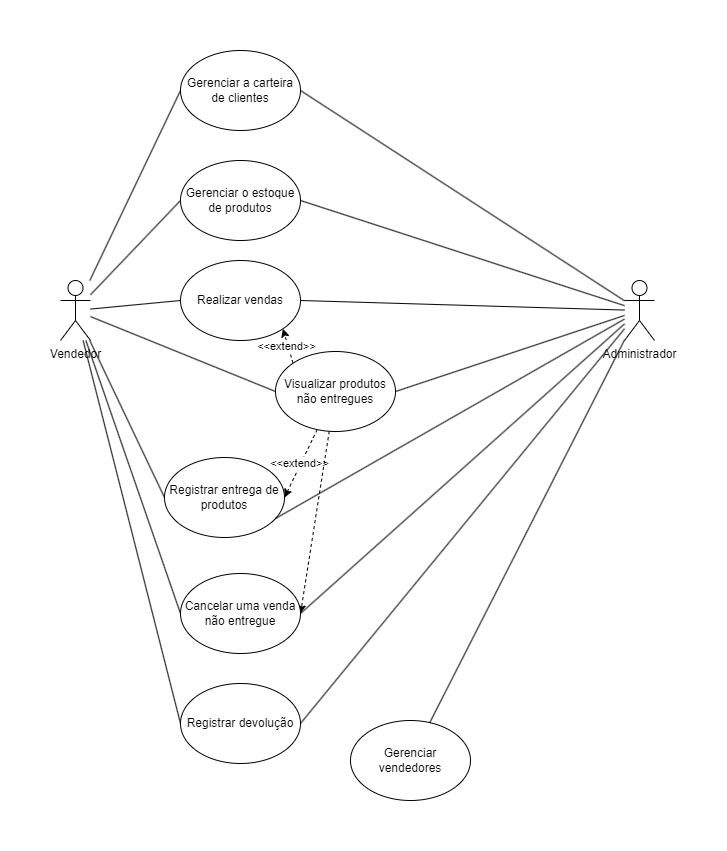 Gerenciar a carteira
de clientes
Gerenciar o estoque
de produtos
Realizar vendas
Vendedor
Administrador
<<extend>>
Visualizar produtos
não entregues
<<extend>>
Registrar entrega de
produtos
Cancelar uma venda
não entregue
Registrar devolução
Gerenciar
vendedores